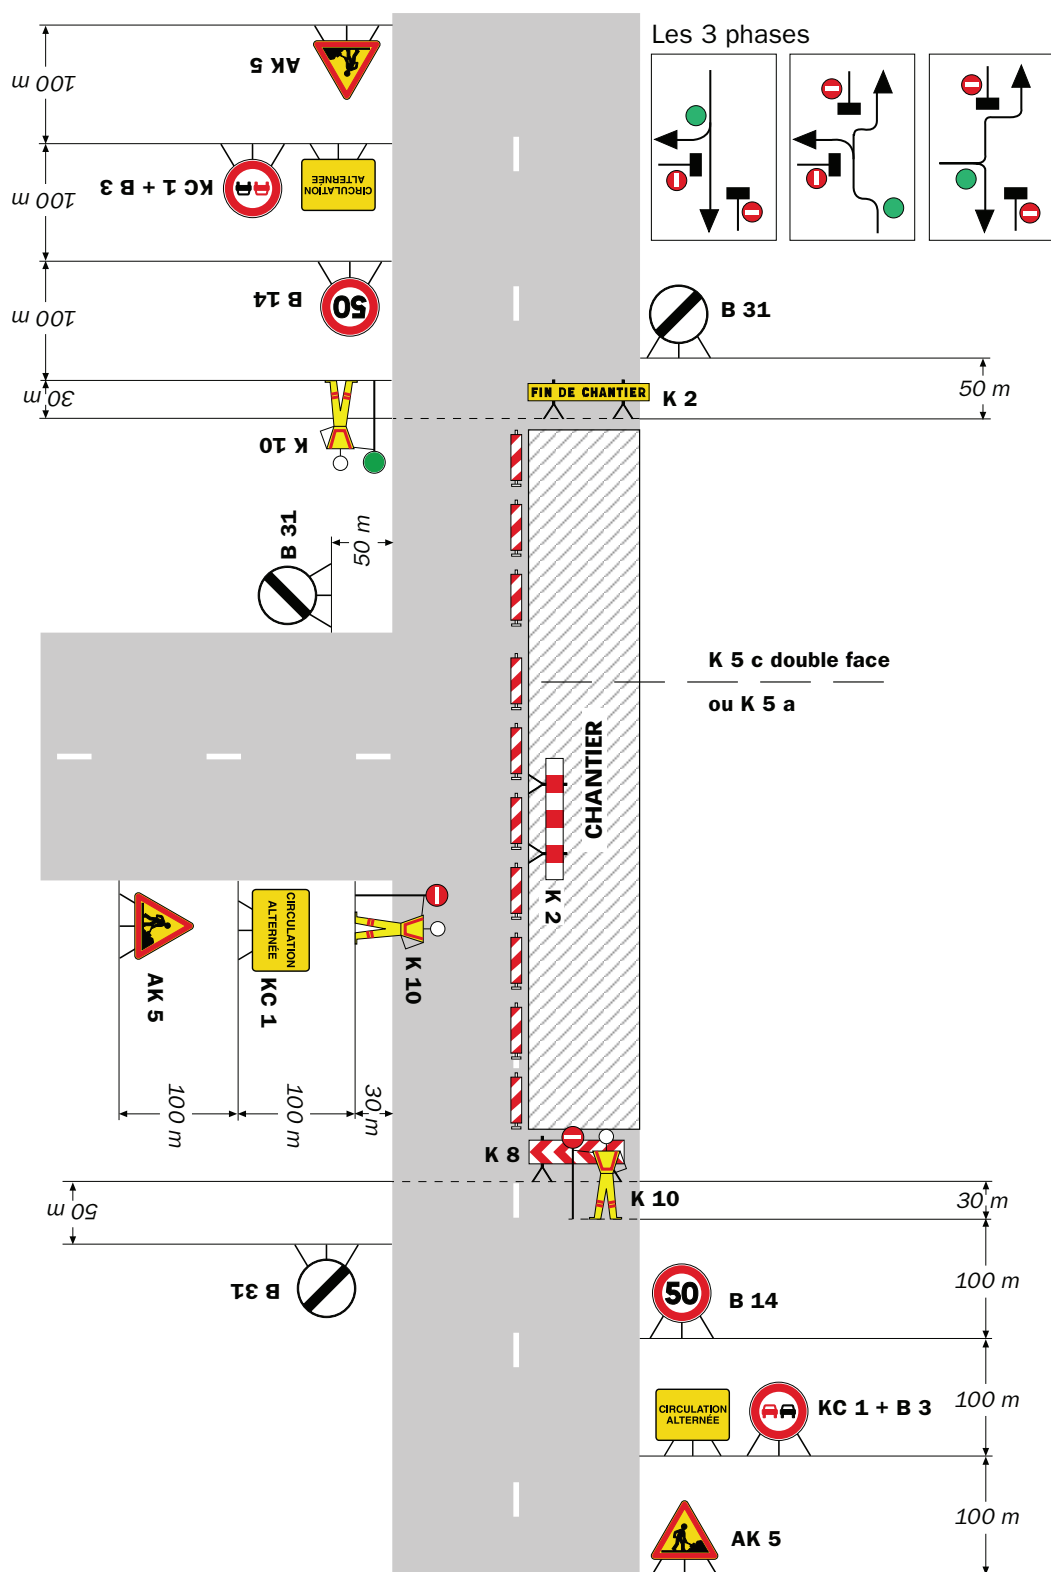 Les 3 phases
AK 5
100 m
KC 1 + B 3
CIRCULATION
ALTERNÉE
100 m
B 14
50
100 m
B 31
50 m
FIN DE CHANTIER
K 2
30 m
K 10
B 31
50 m
K 5 c double face
ou K 5 a
CHANTIER
K 2
AK 5
CIRCULATION
ALTERNÉE
KC 1
K 10
100 m
100 m
30 m
K 8
K 10
30 m
50 m
B 31
100 m
50
B 14
CIRCULATION
ALTERNÉE
KC 1 + B 3
100 m
AK 5
100 m